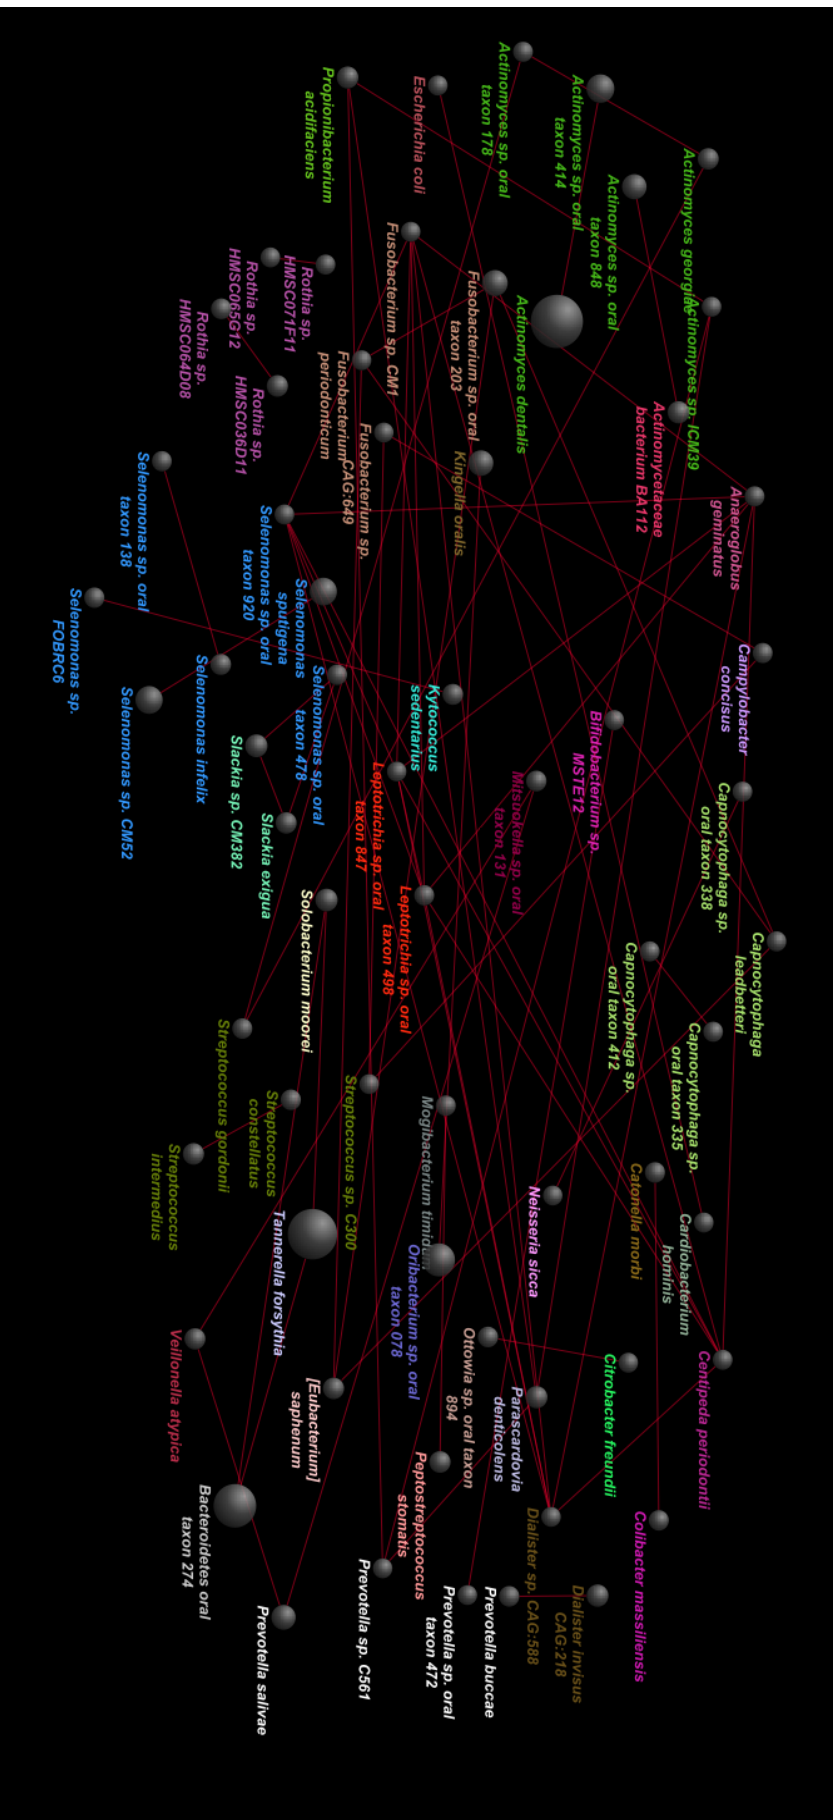 Actinomyces sp. oral
taxon 178
Actinomyces sp. oral
taxon 414
Propionibacterium
acidifaciens
Escherichia coli
Actinomyces georgiae
Actinomyces sp. oral
taxon 848
Fusobacterium sp. CM1
Rothia sp.
HMSC071F11
Rothia sp.
HMSC065G12
Fusobacterium sp. oral
taxon 203
Actinomyces dentalis
Actinomyces sp. ICM39
Rothia sp.
HMSC064D08
Fusobacterium
periodonticum
Rothia sp.
HMSC036D11
Actinomycetaceae
bacterium BA112
Fusobacterium sp.
CAG:649
Kingella oralis
Selenomonas sp. oral
taxon 138
Anaeroglobus
geminatus
Selenomonas sp. oral
taxon 920
Selenomonas
sputigena
Selenomonas sp.
FOBRC6
Campylobacter
concisus
Selenomonas infelix
Selenomonas sp. oral
taxon 478
Selenomonas sp. CM52
Kytococcus
sedentarius
Bifidobacterium sp.
MSTE12
Slackia sp. CM382
Leptotrichia sp. oral
taxon 847
Mitsuokella sp. oral
taxon 131
Capnocytophaga sp.
oral taxon 338
Slackia exigua
Leptotrichia sp. oral
taxon 498
Solobacterium moorei
Capnocytophaga
leadbetteri
Capnocytophaga sp.
oral taxon 412
Capnocytophaga sp.
oral taxon 335
Streptococcus gordonii
Streptococcus sp. C300
Streptococcus
constellatus
Mogibacterium timidum
Streptococcus
intermedius
Catonella morbi
Neisseria sicca
Tannerella forsythia
Cardiobacterium
hominis
Oribacterium sp. oral
taxon 078
Veillonella atypica
Ottowia sp. oral taxon
894
Citrobacter freundii
Centipeda periodontii
[Eubacterium]
saphenum
Parascardovia
denticolens
Peptostreptococcus
stomatis
Bacteroidetes oral
taxon 274
Dialister sp. CAG:588
Colibacter massiliensis
Prevotella sp. C561
Prevotella sp. oral
taxon 472
Prevotella buccae
Dialister invisus
CAG:218
Prevotella salivae